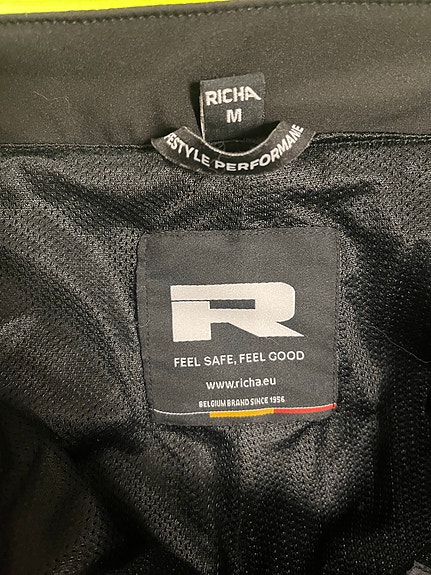 RICHA
M
ESTYLE PERFORMANE
R
FEEL SAFE, FEEL GOOD
www.richa.eu
BELGIUM BRAND SINCE 1956